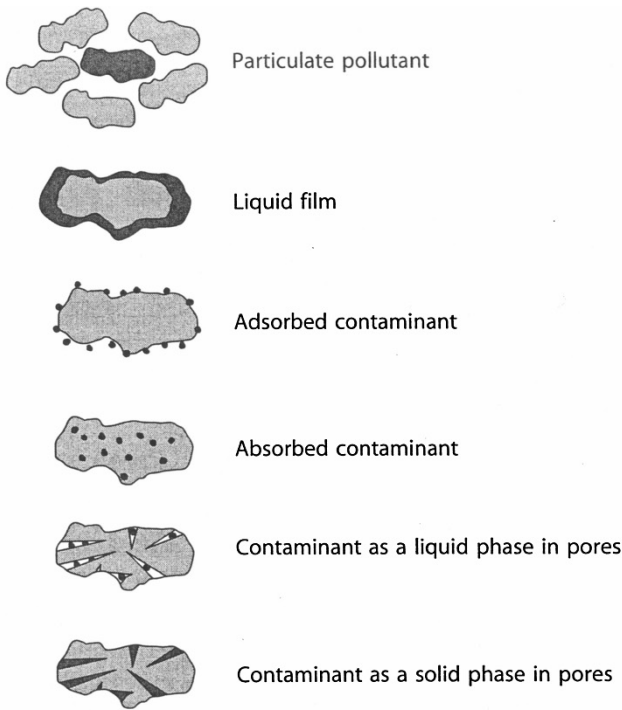 Particulate pollutant
Liquid film
Adsorbed contaminant
Absorbed contaminant
Contaminant as a liquid phase in pores
Contaminant as a solid phase in pores